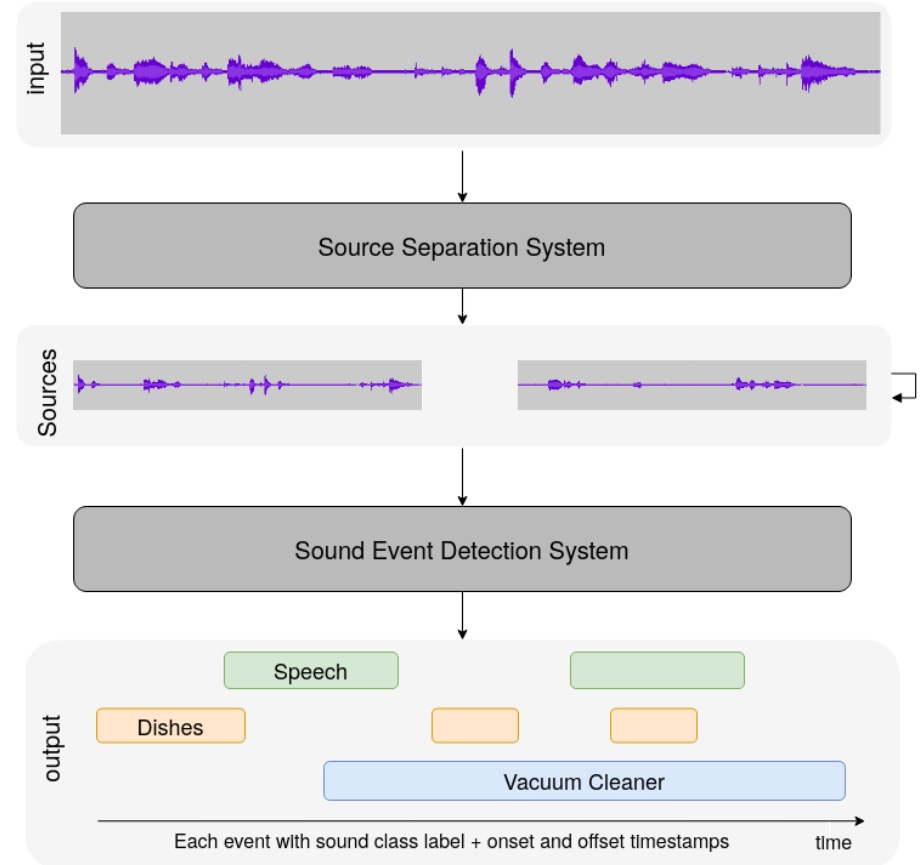 input
Source Separation System
Sources
Sound Event Detection System
output
Speech
Dishes
Vacuum Cleaner
Each event with sound class label + onset and offset timestamps
time